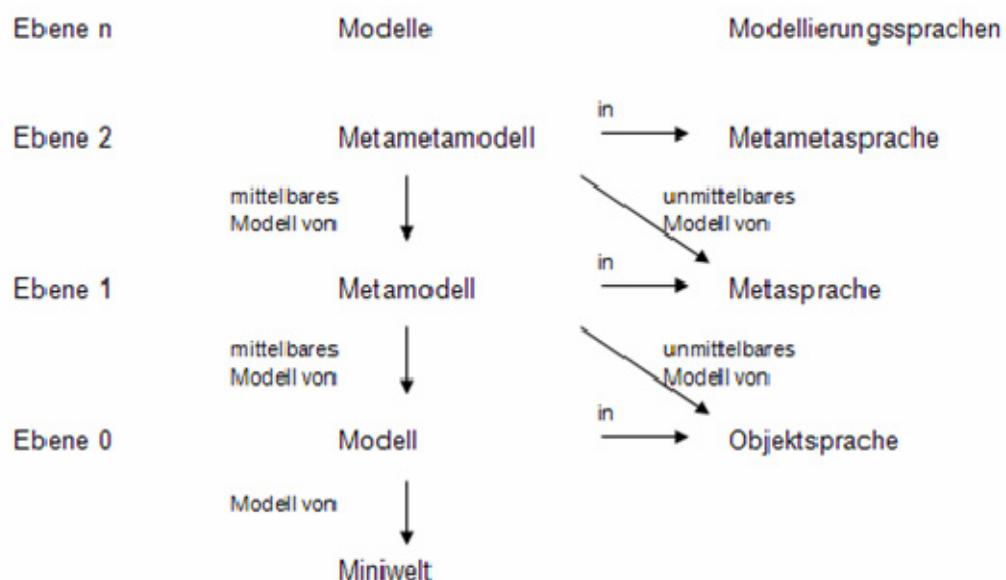 Ebene n Modelle Modellierungssprachen
in
Ebene 2 Metametamodell Metametasprache
mittelbares unmittelbares
Modell von Modell von
in
Ebene 1 Metamodell Metasprache
mittelbares unmittelbares
Modell von Modell von
in
Ebene 0 Modell Objektsprache
Modell von
Miniwelt